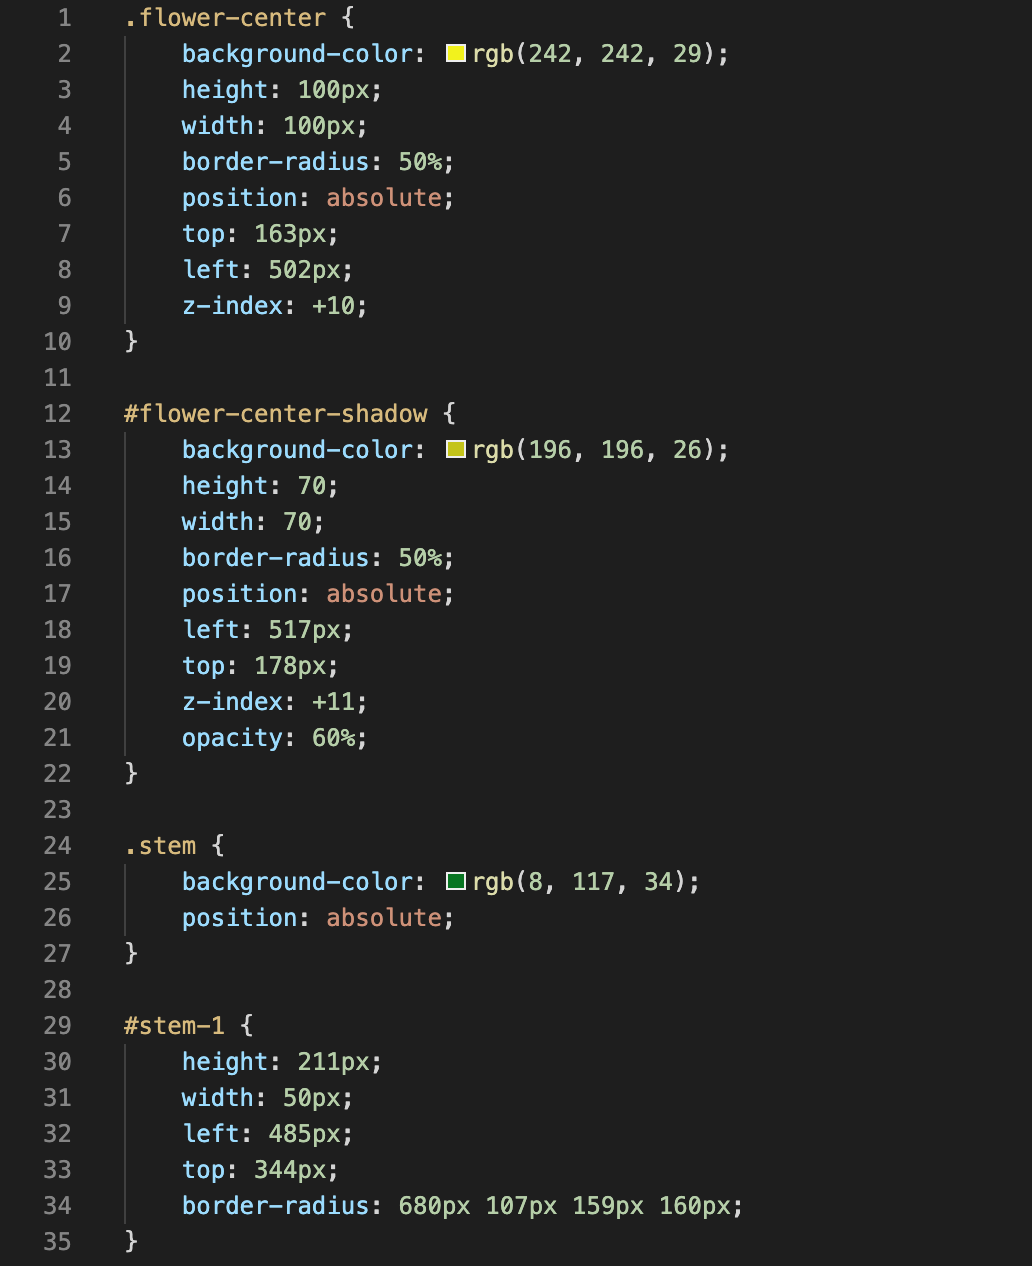 1 .flower-center {
2 background-color: rgb(242, 242, 29);
3 height: 100px;
4 width: 100px;
5 border-radius: 50%;
6 position: absolute;
7 top: 163px;
8 left: 502px;
9 z-index: +10;
10 }
11
12 #flower-center-shadow {
13 background-color: rgb(196, 196, 26);
14 height: 70;
15 width: 70;
16 border-radius: 50%;
17 position: absolute;
18 left: 517px;
19 top: 178px;
20 z-index: +11;
21 opacity: 60%;
22 }
23
24 .stem {
25 background-color: rgb(8, 117, 34);
26 position: absolute;
27 }
28
29 #stem-1 {
30 height: 211px;
31 width: 50px;
32 left: 485px;
33 top: 344px;
34 border-radius: 680px 107px 159px 160px;
35 }